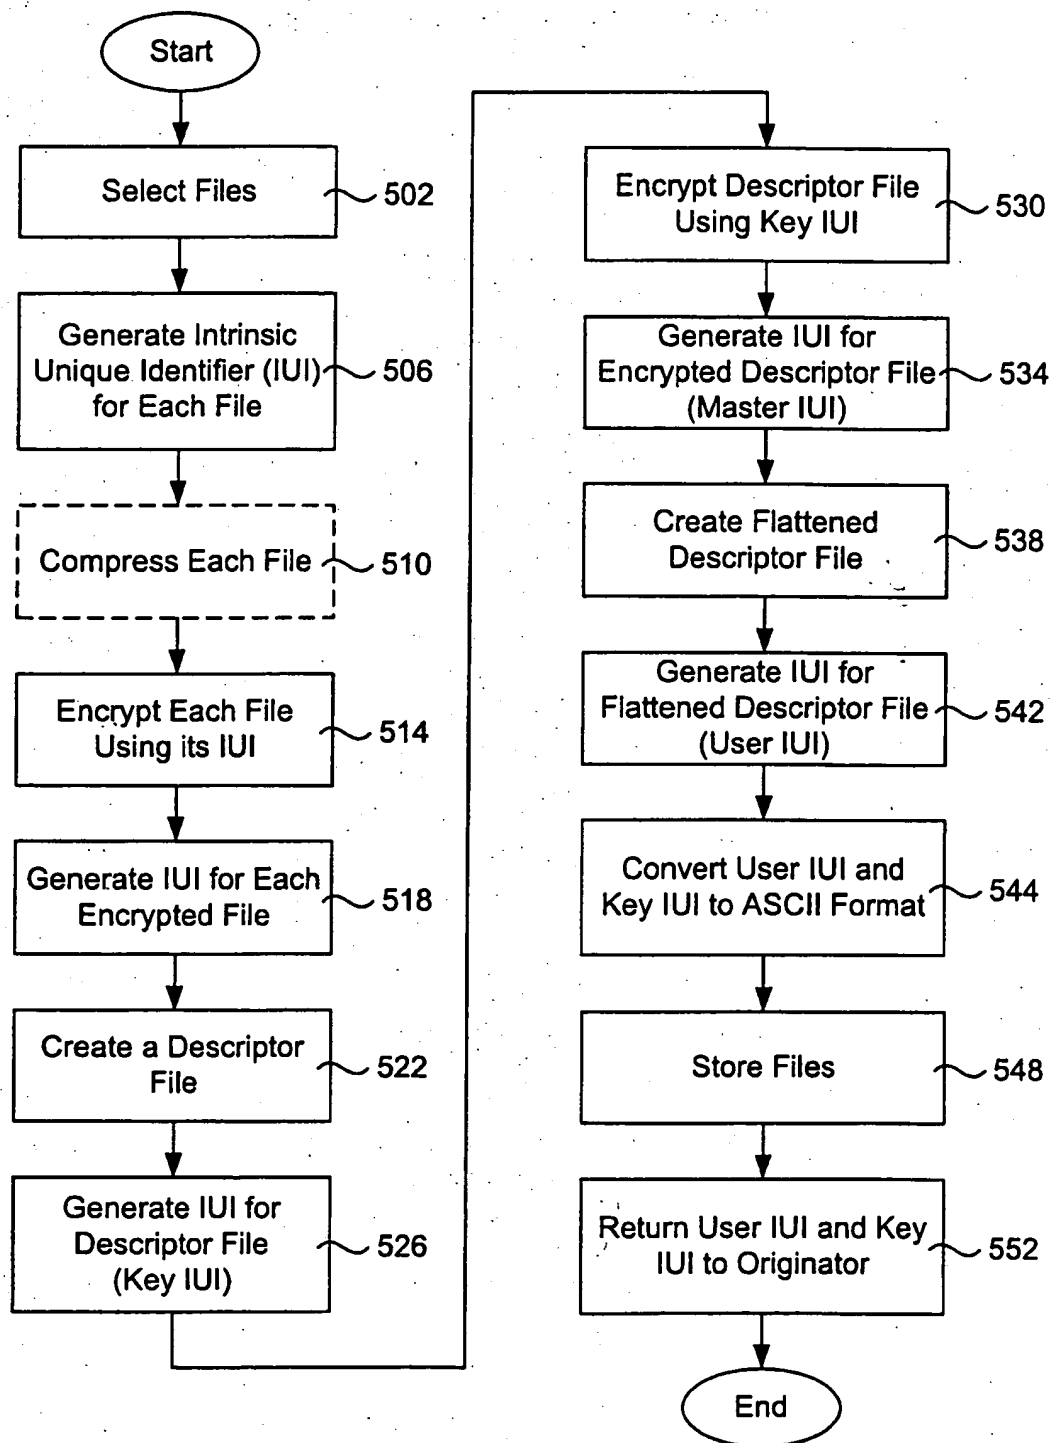 Start
Select Files
502
Generate Intrinsic
Unique Identifier (IUI)
for Each File
506
Compress Each File
510
Encrypt Each File
Using its IUI
514
Generate IUI for Each
Encrypted File
518
Create a Descriptor
File
522
Generate IUI for
Descriptor File
(Key IUI)
526
Encrypt Descriptor File
Using Key IUI
530
Generate IUI for
Encrypted Descriptor File
(Master IUI)
534
Create Flattened
Descriptor File
538
Generate IUI for
Flattened Descriptor File
(User IUI)
542
Convert User IUI and
Key IUI to ASCII Format
544
Store Files
548
Return User IUI and Key
IUI to Originator
552
End